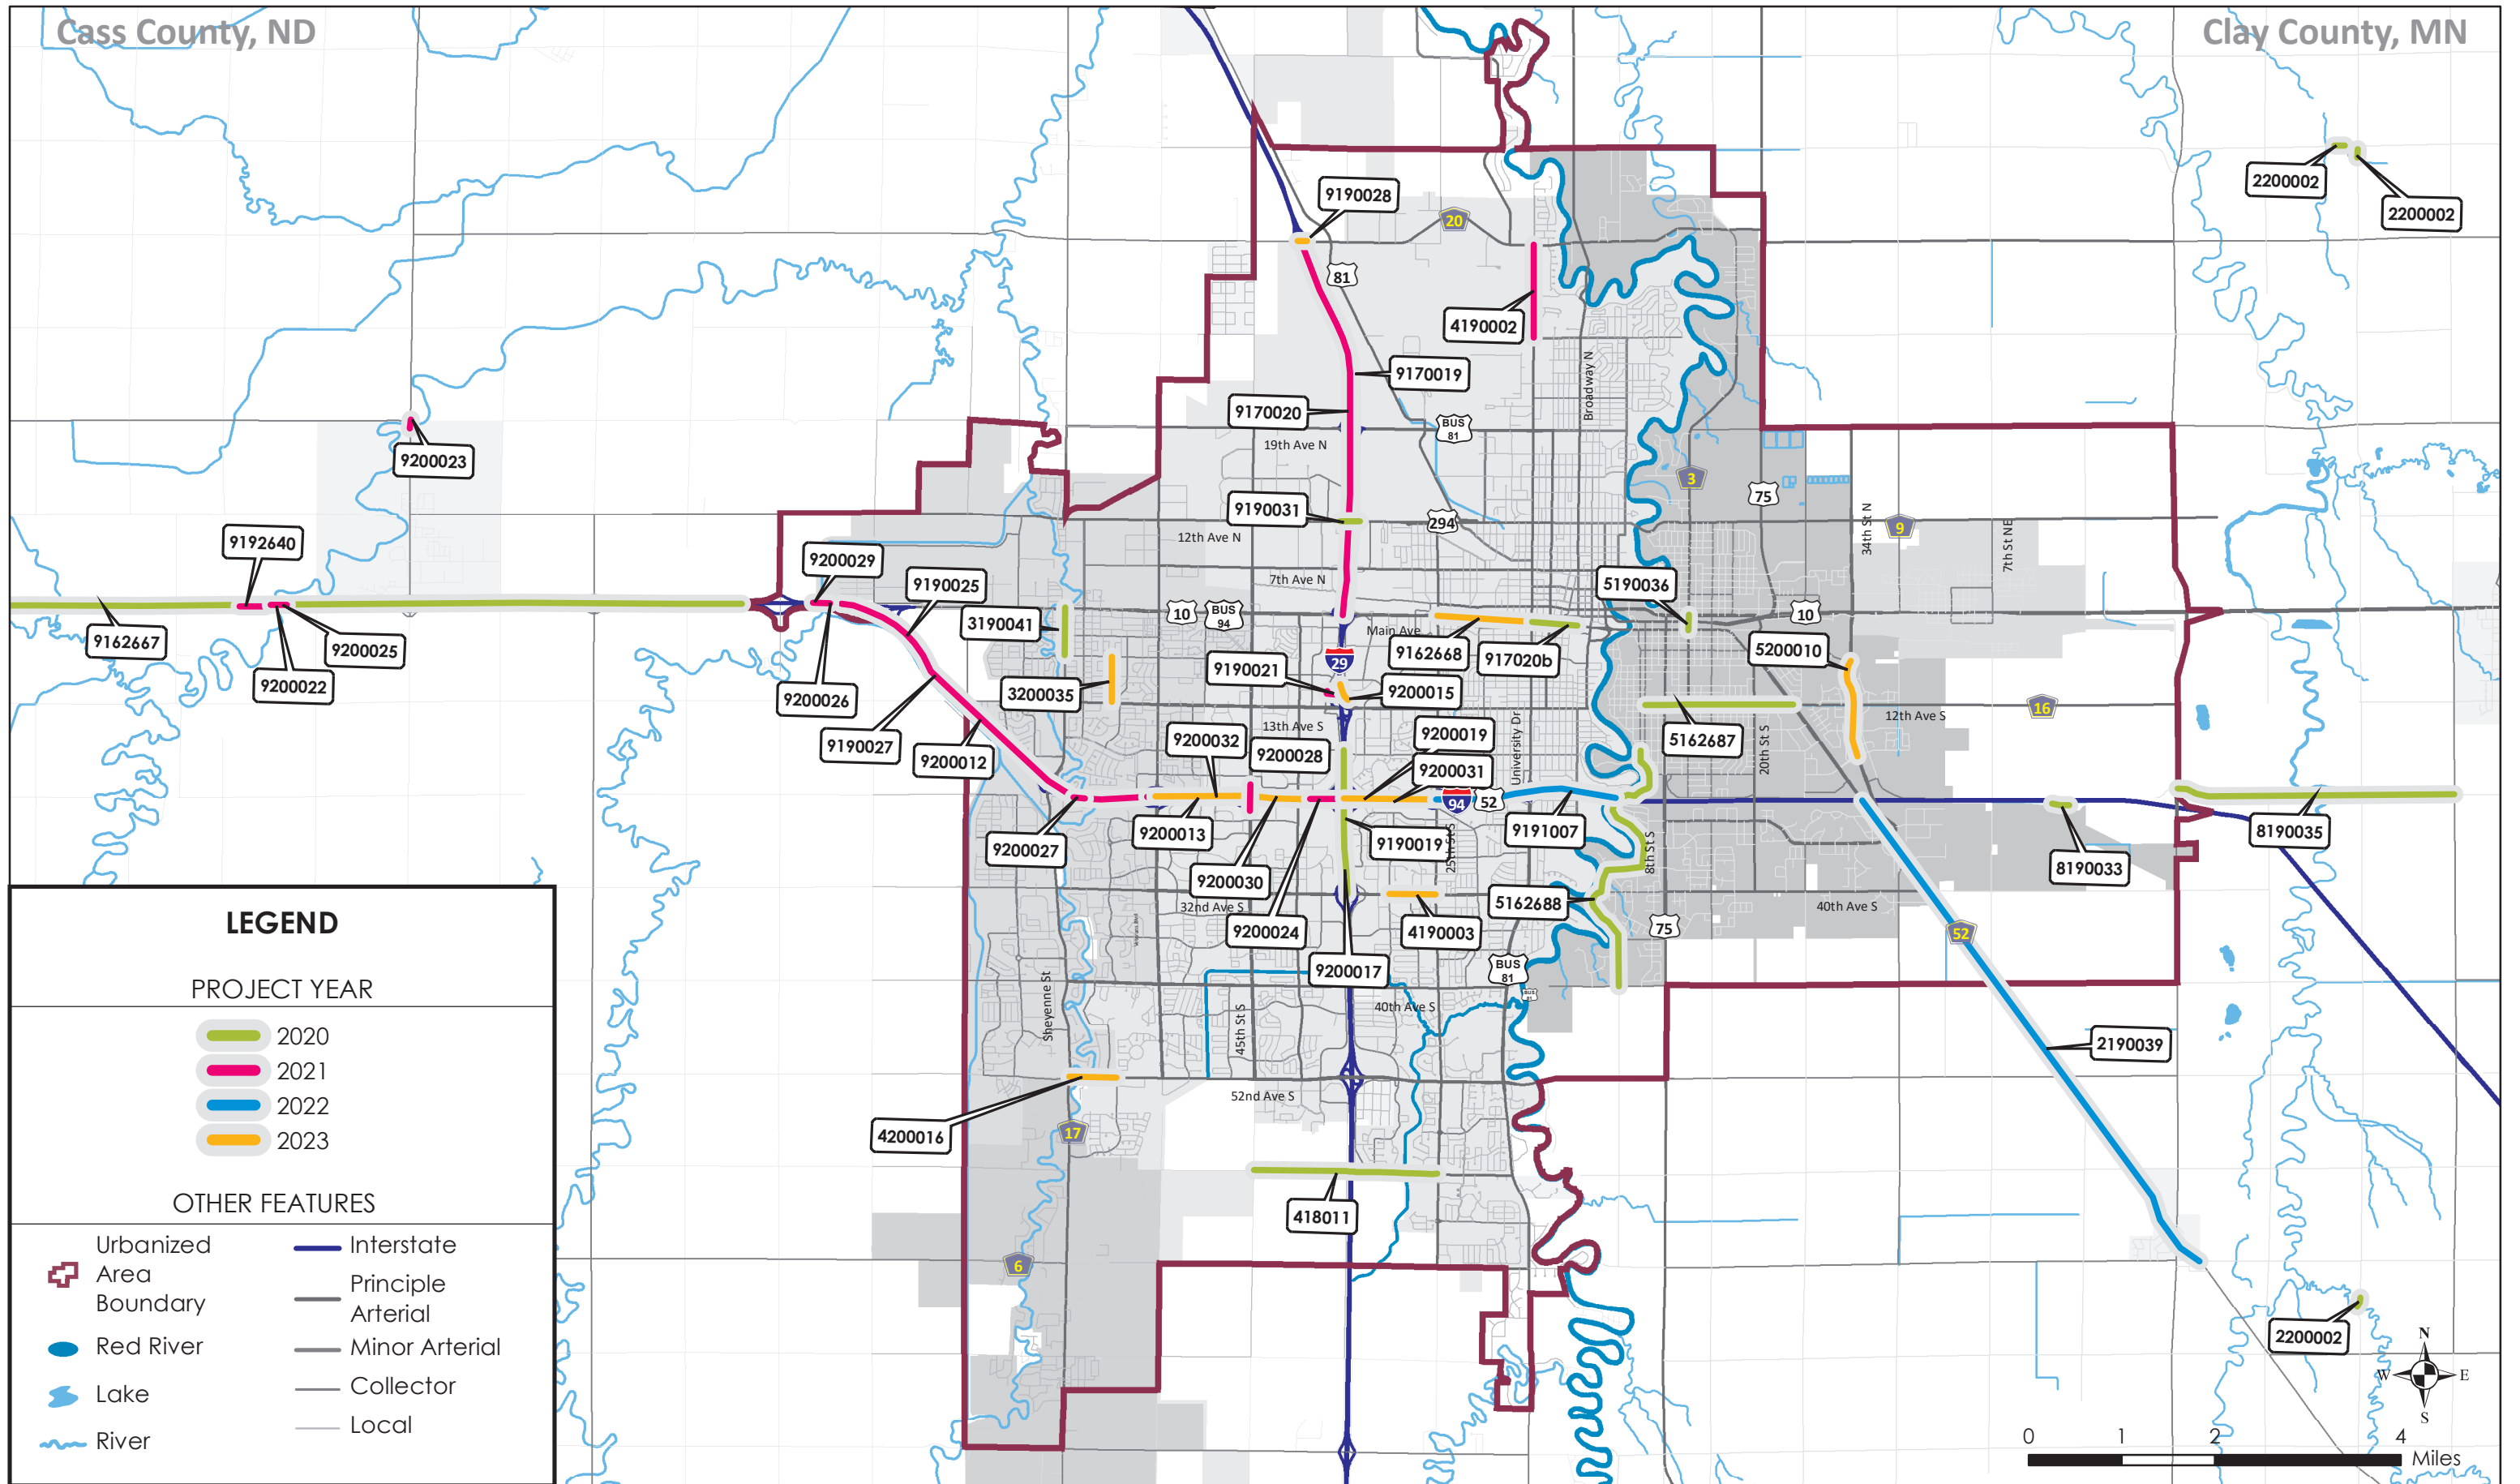 Cass County, ND
Clay County, MN
2200002
2200002
9190028
20
81
4190002
9170019
Broadway N
9170020
BUS
81
19th Ave N
9200023
3
75
9190031
294
34th St N
9
7th St NE
9192640
12th Ave N
9200029
9190025
7th Ave N
5190036
10
BUS
94
10
3190041
Main Ave
9162667
9200025
9162668
917020b
5200010
29
9190021
9200022
9200026
3200035
9200015
12th Ave S
16
13th Ave S
University Dr
20th St S
9190027
9200012
9200032
9200028
9200019
5162687
9200031
94
52
9200027
9200013
9190019
25th St S
9191007
8th St S
8190035
8190033
9200030
32nd Ave S
5162688
40th Ave S
9200024
4190003
75
52
LEGEND
PROJECT YEAR
2020
2021
2022
2023
OTHER FEATURES
Urbanized
Area
Boundary
Red River
Lake
River
Interstate
Principle
Arterial
Minor Arterial
Collector
Local
9200017
BUS
81
Sheyenne St
45th St S
40th Ave S
2190039
52nd Ave S
4200016
17
418011
6
2200002
N
W
E
S
0 1 2 4
Miles